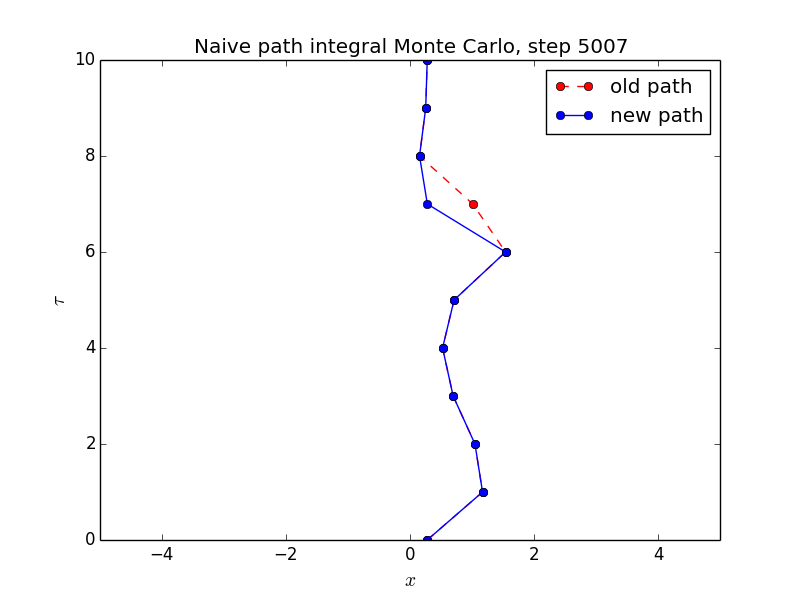 Naive path integral Monte Carlo, step 5007
old path
new path
10
8
6
4
2
0
τ
−4
−2
0
2
4
x